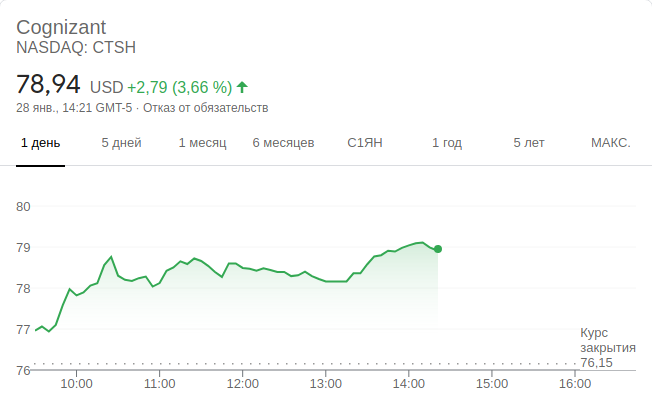 Cognizant
NASDAQ: CTSH
78,94 USD +2,79 (3,66 %)
28 янв., 14:21 GMT-5 · Отказ от обязательств
1 день 5 дней 1 месяц 6 месяцев С1ЯН 1 год 5 лет МАКС.
80
79
78
77
Курс
закрытия
76,15
76
10:00 11:00 12:00 13:00 14:00 15:00 16:00